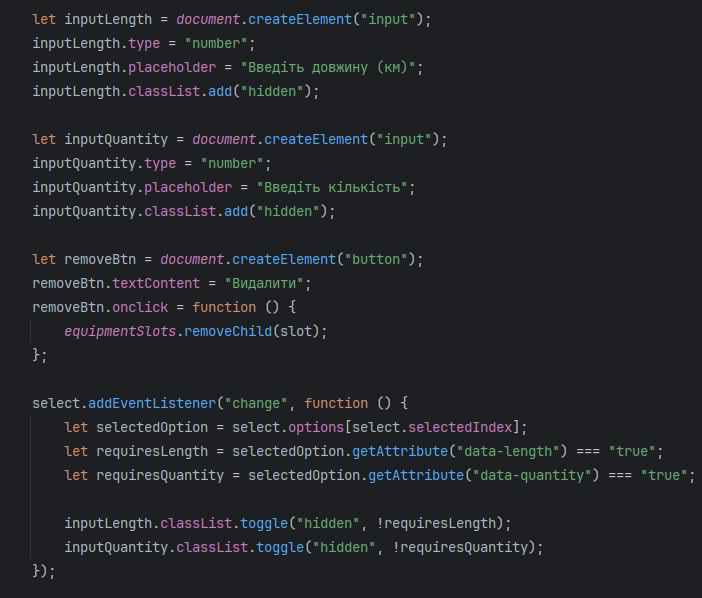 let inputLength = document.createElement("input");
inputLength.type = "number";
inputLength.placeholder = "Введіть довжину (км)";
inputLength.classList.add("hidden");
let inputQuantity = document.createElement("input");
inputQuantity.type = "number";
inputQuantity.placeholder = "Введіть кількість";
inputQuantity.classList.add("hidden");
let removeBtn = document.createElement("button");
removeBtn.textContent = "Видалити";
removeBtn.onclick = function () {
equipmentSlots.removeChild(slot);
};
select.addEventListener("change", function () {
let selectedOption = select.options[select.selectedIndex];
let requiresLength = selectedOption.getAttribute("data-length") === "true";
let requiresQuantity = selectedOption.getAttribute("data-quantity") === "true";
inputLength.classList.toggle("hidden", !requiresLength);
inputQuantity.classList.toggle("hidden", !requiresQuantity);
});